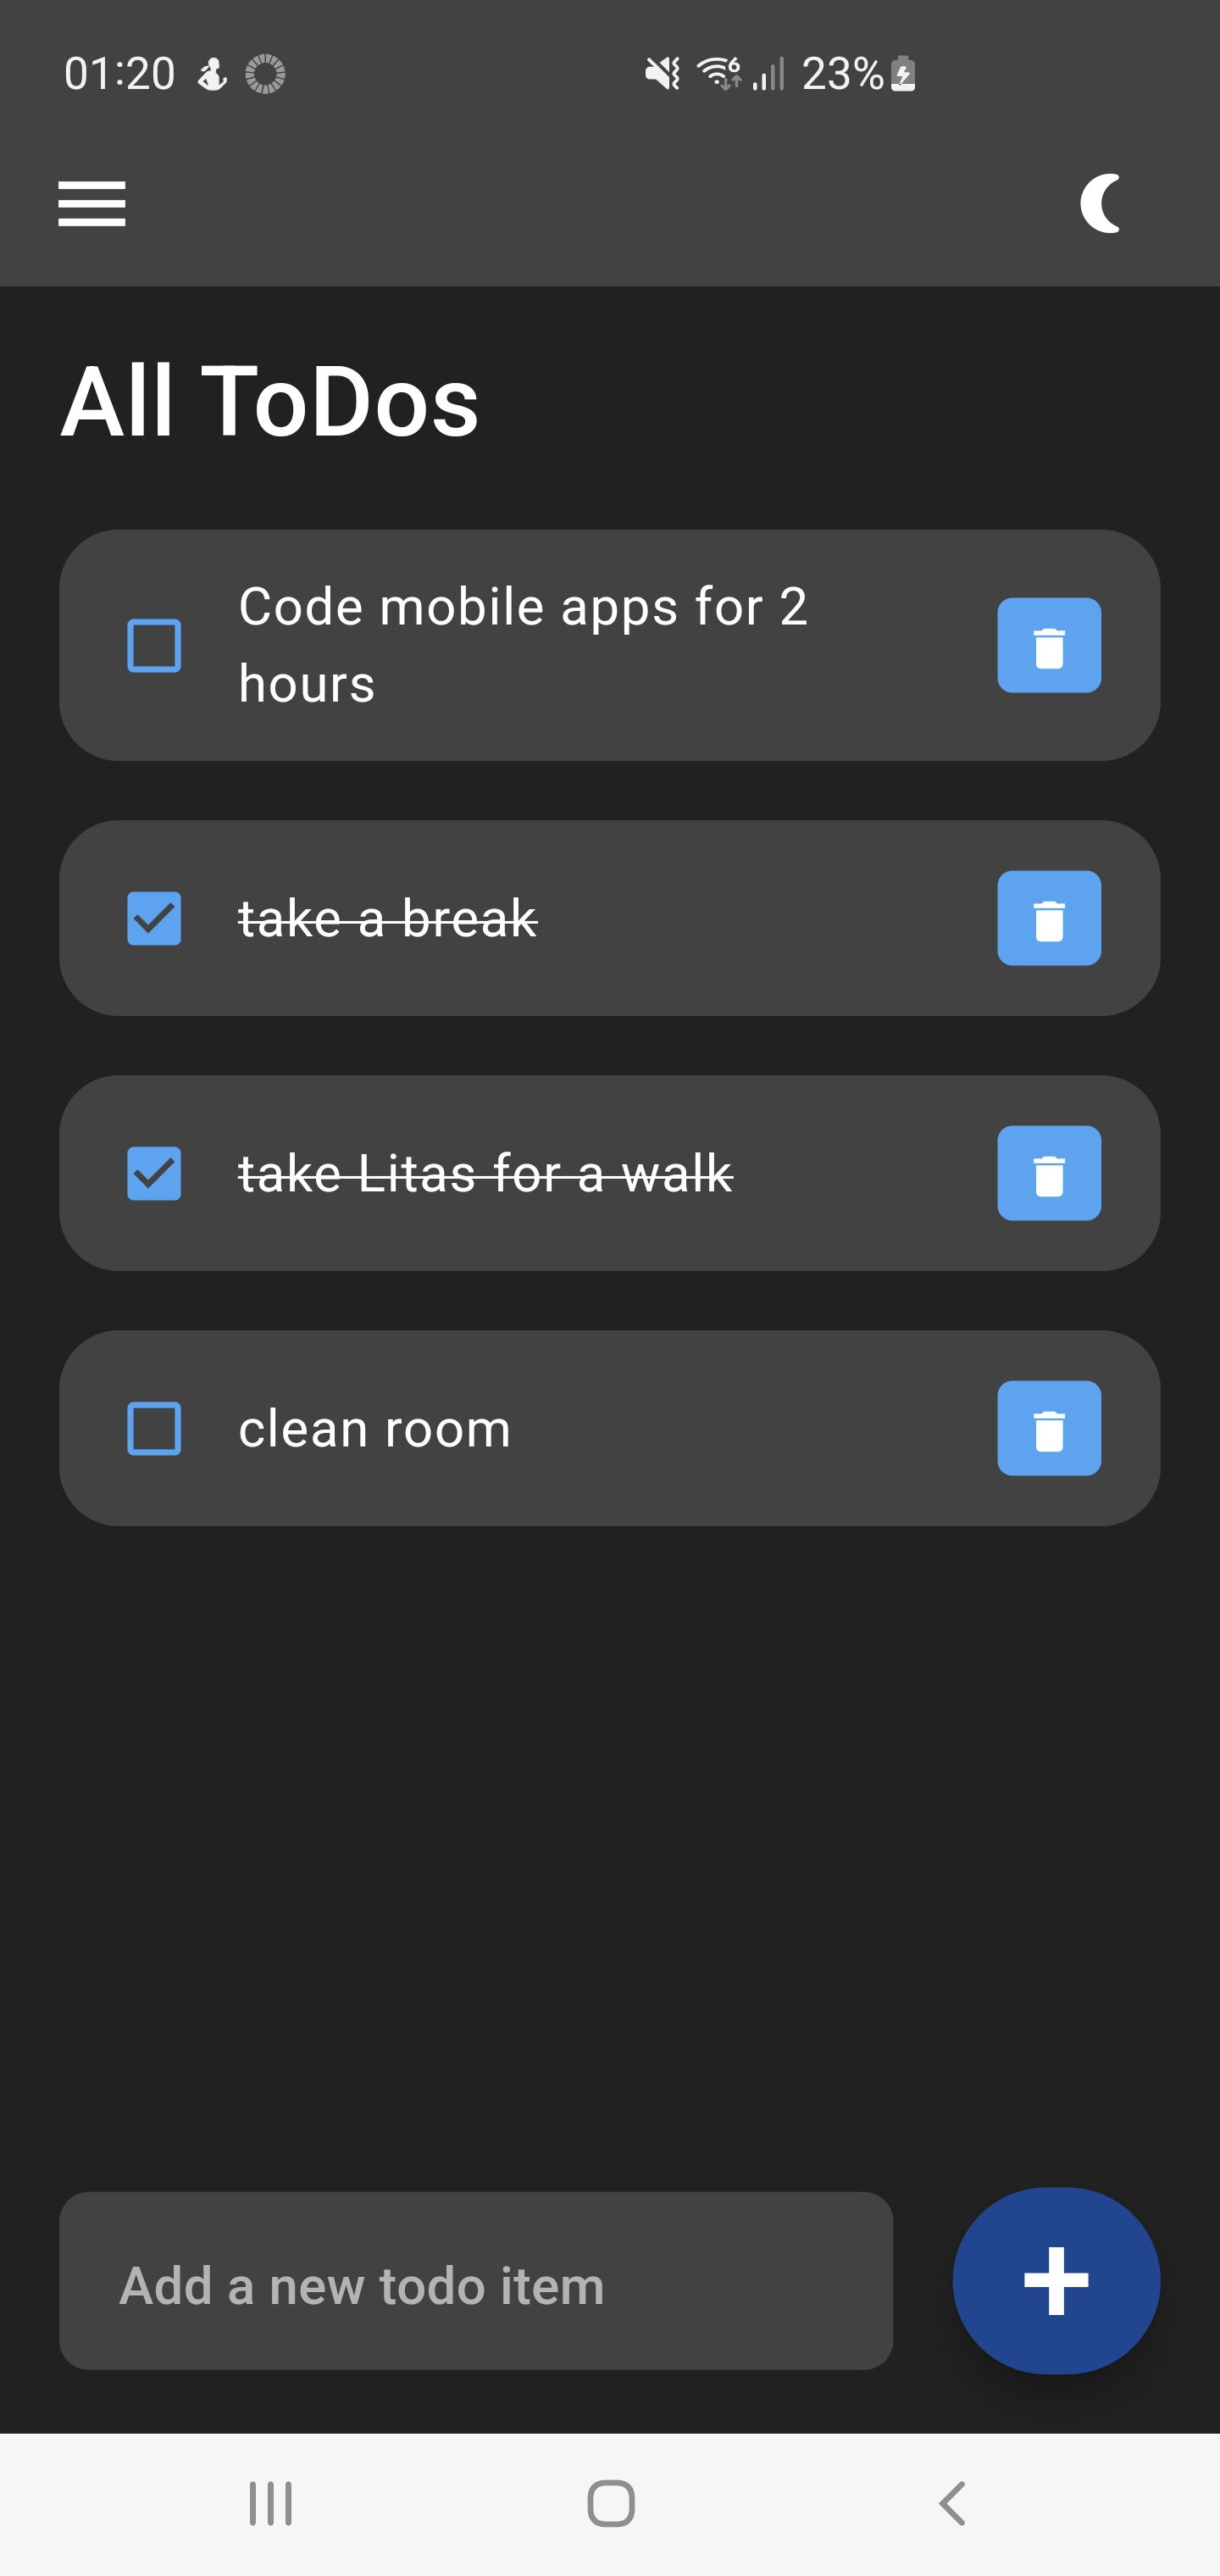 01:20 6 23%
All ToDos
Code mobile apps for 2
hours
take a break
take Litas for a walk
clean room
Add a new todo item